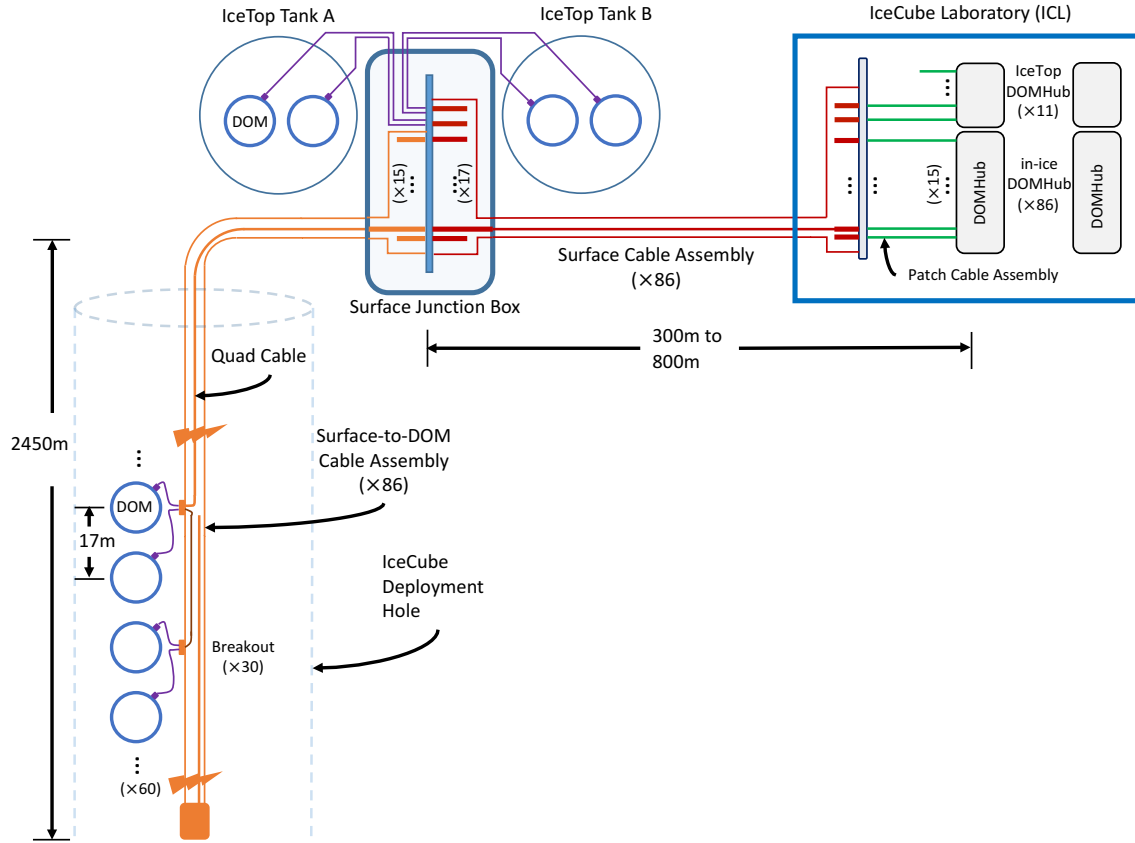 IceTop Tank A
IceTop Tank B
IceCube Laboratory (ICL)
DOM
(×15)
(×17)
IceTop
DOMHub
(×11)
(×15)
DOMHub
in-ice
DOMHub
(×86)
DOMHub
Patch Cable Assembly
Surface Cable Assembly
(×86)
Surface Junction Box
300m to
800m
Quad Cable
2450m
Surface-to-DOM
Cable Assembly
(×86)
DOM
17m
IceCube
Deployment
Hole
Breakout
(×30)
(×60)